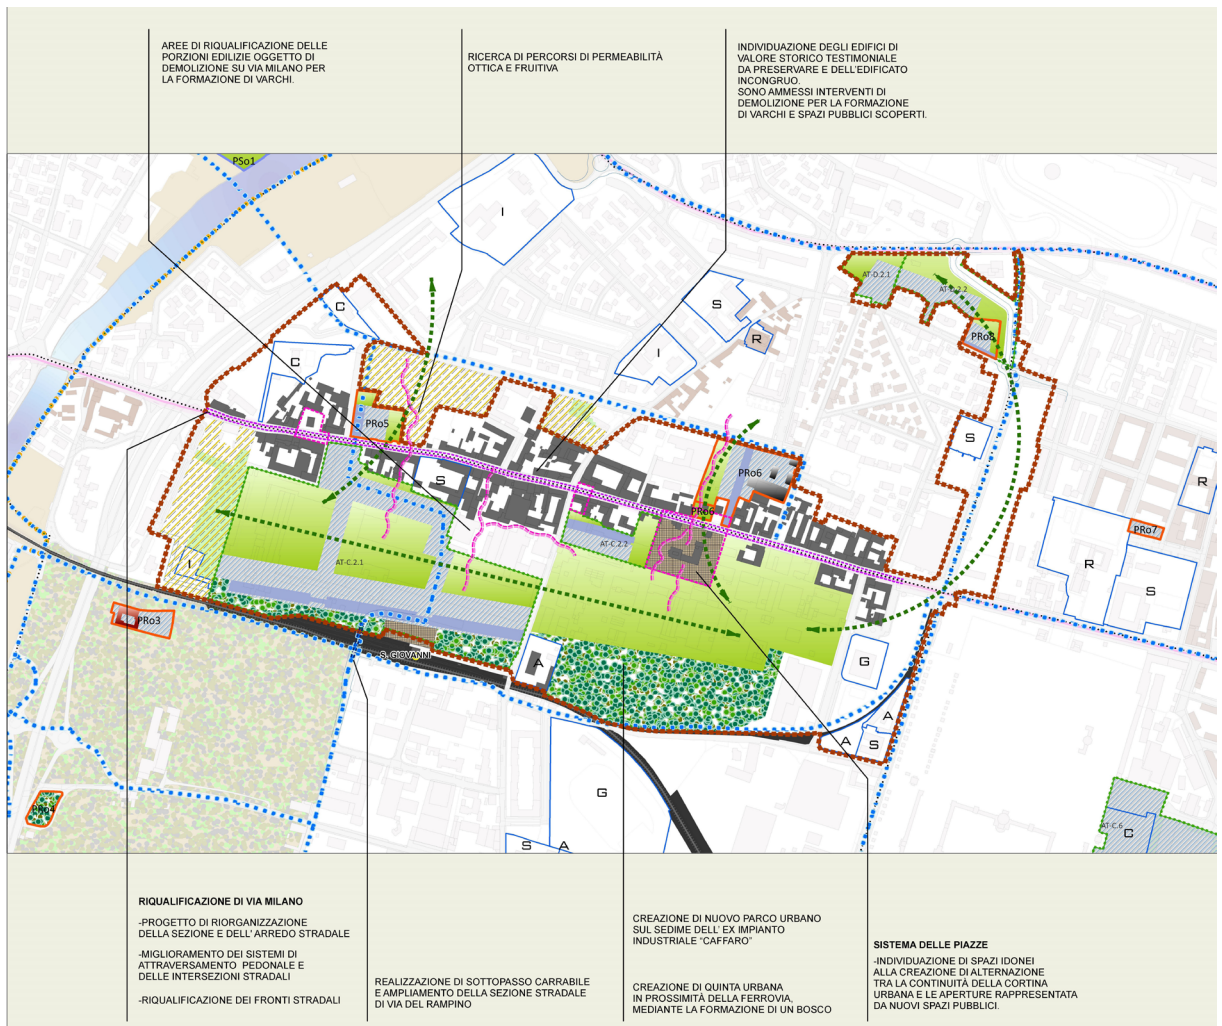 AREE DI RIQUALIFICAZIONE DELLE
PORZIONI EDILIZIE OGGETTO DI
DEMOLIZIONE SU VIA MILANO PER
LA FORMAZIONE DI VARCHI.
RICERCA DI PERCORSI DI PERMEABILITÀ
OTTICA E FRUITIVA
INDIVIDUAZIONE DEGLI EDIFICI DI
VALORE STORICO TESTIMONIALE
DA PRESERVARE E DELL'EDIFICATO
INCONGRUO.
SONO AMMESSI INTERVENTI DI
DEMOLIZIONE PER LA FORMAZIONE
DI VARCHI E SPAZI PUBBLICI SCOPERTI.
PSo1
I
AT-D.2.1
AT-D.2.2
C
S
R
PRo8
I
C
PRo5
S
S
PRo6
R
PRo6
PRo7
AT-C.2.2
AT-C.2.1
I
R
S
PRo3
S. GIOVANNI
A
G
A
A
S
G
PRo4
AT-C.6
C
S
A
RIQUALIFICAZIONE DI VIA MILANO
-PROGETTO DI RIORGANIZZAZIONE
DELLA SEZIONE E DELL' ARREDO STRADALE
-MIGLIORAMENTO DEI SISTEMI DI
ATTRAVERSAMENTO PEDONALE E
DELLE INTERSEZIONI STRADALI
-RIQUALIFICAZIONE DEI FRONTI STRADALI
REALIZZAZIONE DI SOTTOPASSO CARRABILE
E AMPLIAMENTO DELLA SEZIONE STRADALE
DI VIA DEL RAMPINO
CREAZIONE DI NUOVO PARCO URBANO
SUL SEDIME DELL' EX IMPIANTO
INDUSTRIALE "CAFFARO"
CREAZIONE DI QUINTA URBANA
IN PROSSIMITÀ DELLA FERROVIA,
MEDIANTE LA FORMAZIONE DI UN BOSCO
SISTEMA DELLE PIAZZE
-INDIVIDUAZIONE DI SPAZI IDONEI
ALLA CREAZIONE DI ALTERNAZIONE
TRA LA CONTINUITÀ DELLA CORTINA
URBANA E LE APERTURE RAPPRESENTATA
DA NUOVI SPAZI PUBBLICI.